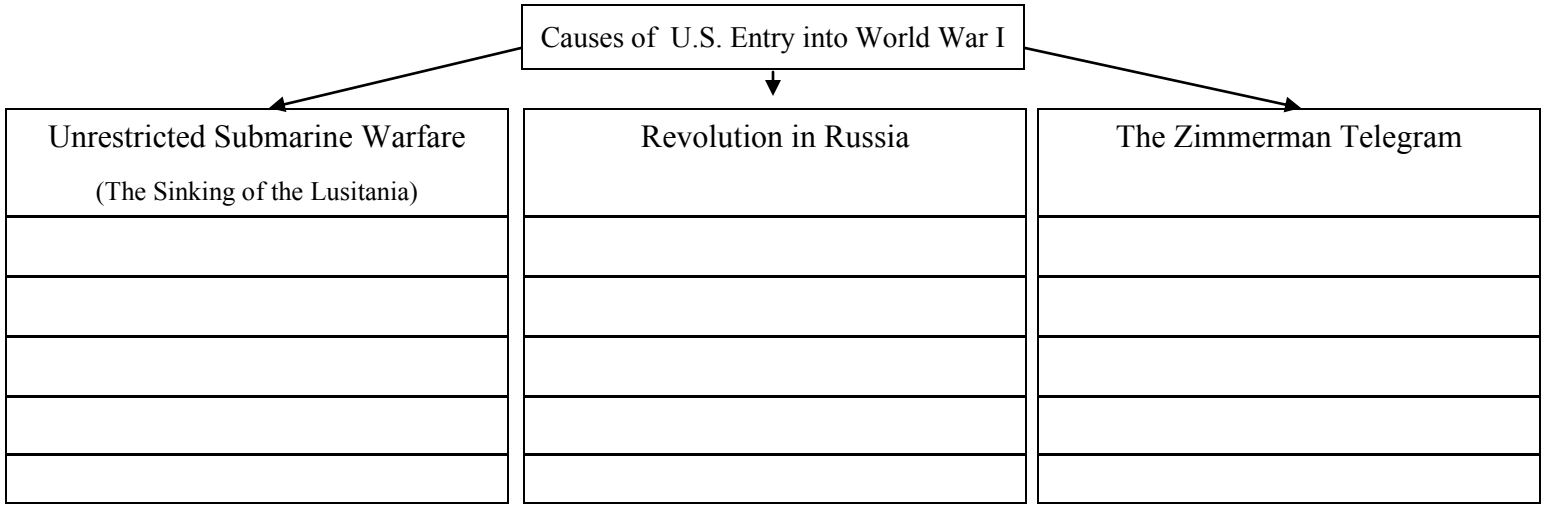 Causes of U.S. Entry into World War I
Unrestricted Submarine Warfare
(The Sinking of the Lusitania)
Revolution in Russia
The Zimmerman Telegram